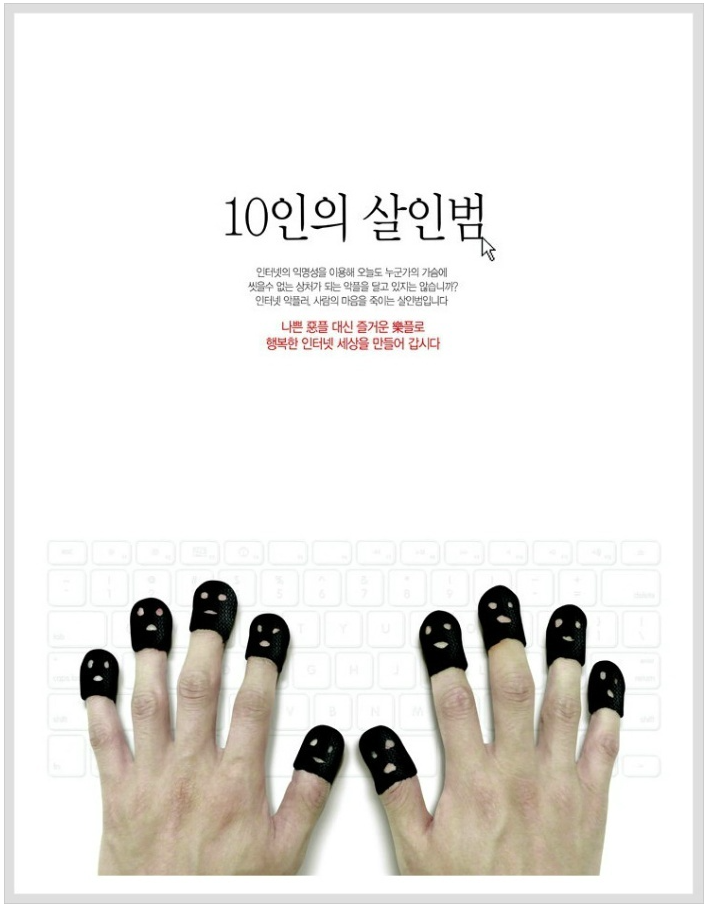 10인의 살인범
인터넷의 익명성을 이용해 오늘도 누군가의 가슴에
씻을수 없는 상처가 되는 악플을 달고 있지는 않습니까?
인터넷 악플러, 사람의 마음을 죽이는 살인범입니다
나쁜 惡플 대신 즐거운 樂플로
행복한 인터넷 세상을 만들어 갑시다
T Y U
G H J
V B N